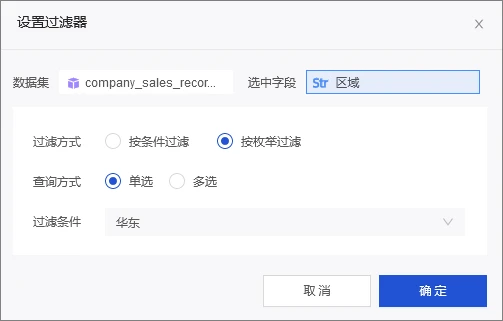 设置过滤器
数据集 company_sales_recor... 选中字段 Str 区域
过滤方式 按条件过滤 按枚举过滤
查询方式 单选 多选
过滤条件 华东
取消 确定